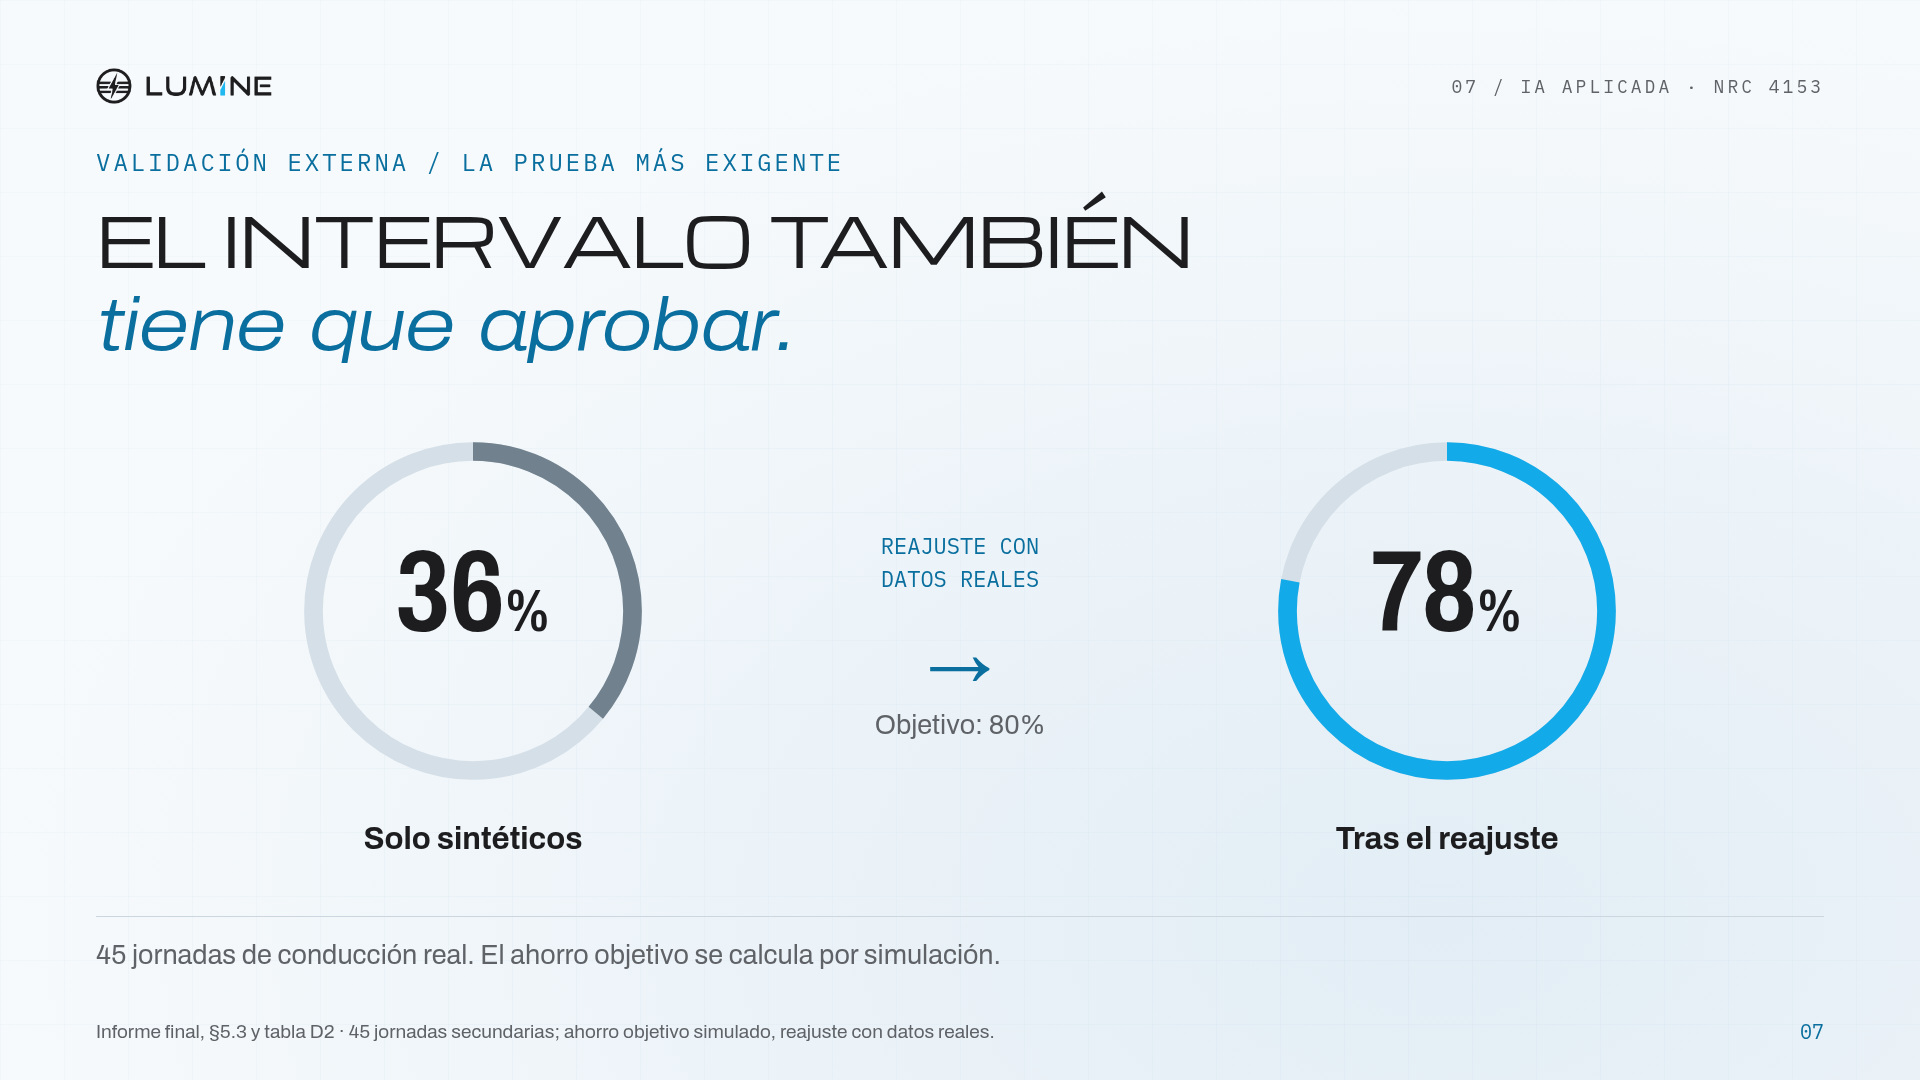 LUMINE
07 / IA APLICADA · NRC 4153
VALIDACIÓN EXTERNA / LA PRUEBA MÁS EXIGENTE
EL INTERVALO TAMBIÉN
tiene que aprobar.
36%
REAJUSTE CON
DATOS REALES
→
Objetivo: 80%
78%
Solo sintéticos
Tras el reajuste
45 jornadas de conducción real. El ahorro objetivo se calcula por simulación.
Informe final, §5.3 y tabla D2 · 45 jornadas secundarias; ahorro objetivo simulado, reajuste con datos reales.
07